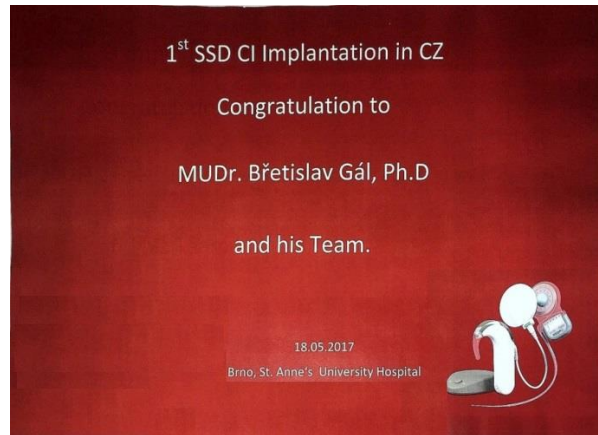 1st SSD CI Implantation in CZ
Congratulation to
MUDr. Břetislav Gál, Ph.D
and his Team.
18.05.2017
Brno, St. Anne's University Hospital